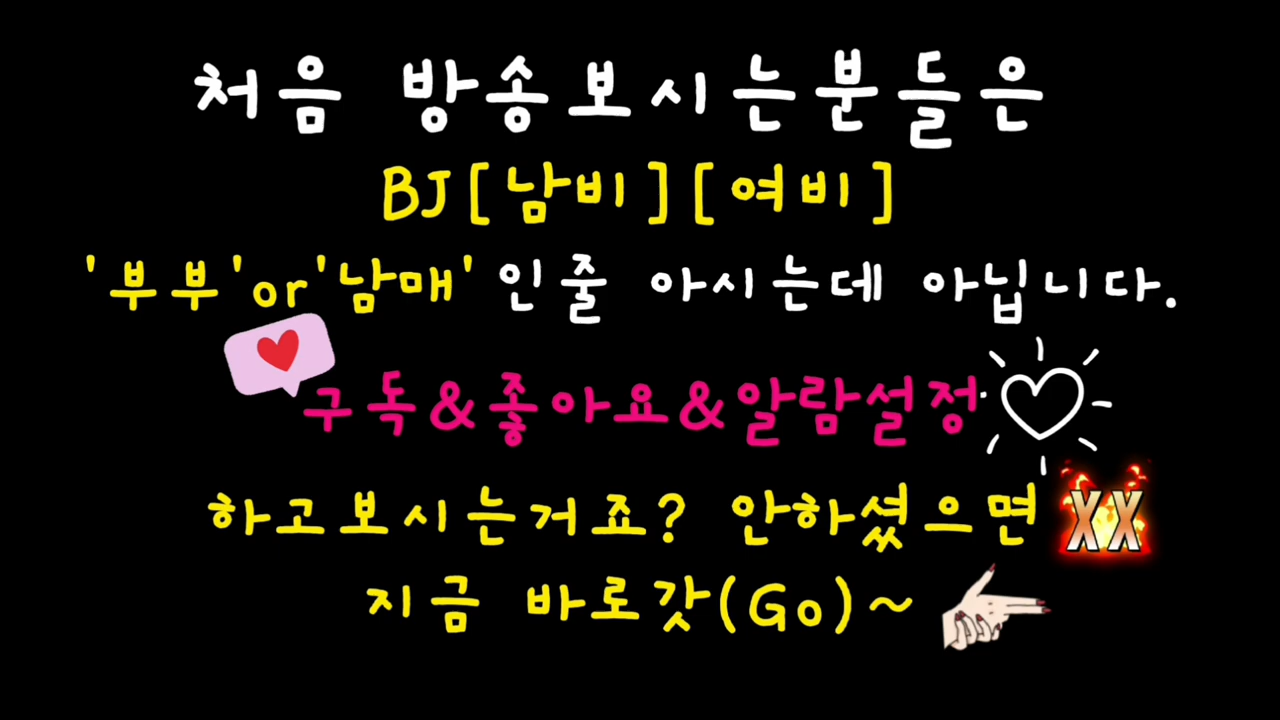 처음 방송보시는분들은
BJ[남비][여비]
'부부'or'남매' 인줄 아시는데 아닙니다.
구독&좋아요&알람설정
하고보시는거죠? 안하셨으면 XX
지금 바로갓(Go)~